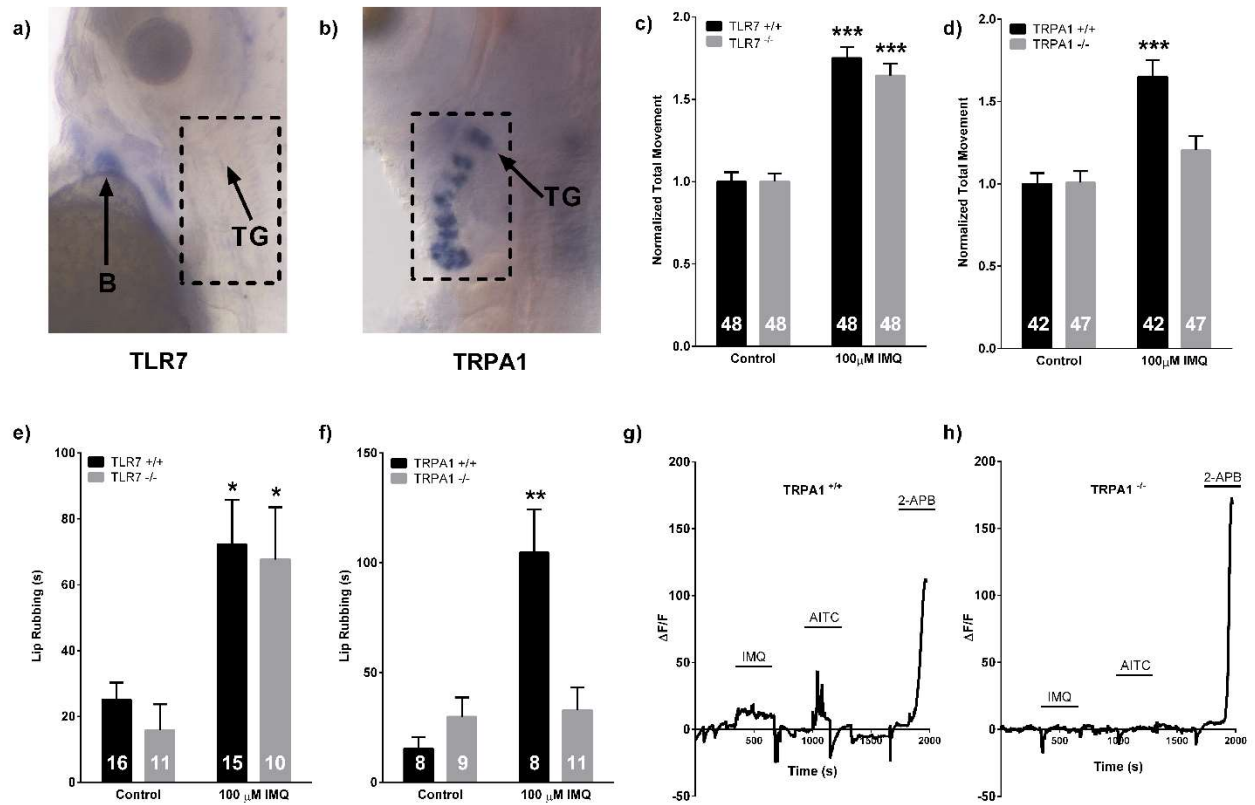 a)
B
TG
TLR7
b)
TG
TRPA1
c)
TLR7 +/+
TLR7 -/-
Normalized Total Movement
2.0
1.5
1.0
0.5
0.0
***
***
48
48
48
48
Control
100μM IMQ
d)
TRPA1 +/+
TRPA1 -/-
Normalized Total Movement
2.0
1.5
1.0
0.5
0.0
***
42
47
42
47
Control
100μM IMQ
e)
TLR7 +/+
TLR7 -/-
Lip Rubbing (s)
100
80
60
40
20
0
*
*
16
11
15
10
Control
100 μM IMQ
f)
TRPA1 +/+
TRPA1 -/-
Lip Rubbing (s)
150
100
50
0
**
8
9
8
11
Control
100 μM IMQ
g)
TRPA1 +/+
ΔF/F
200
150
100
50
0
-50
IMQ
AITC
2-APB
500
1000
1500
2000
Time (s)
h)
TRPA1 -/-
ΔF/F
200
150
100
50
0
-50
IMQ
AITC
2-APB
500
1000
1500
2000
Time (s)